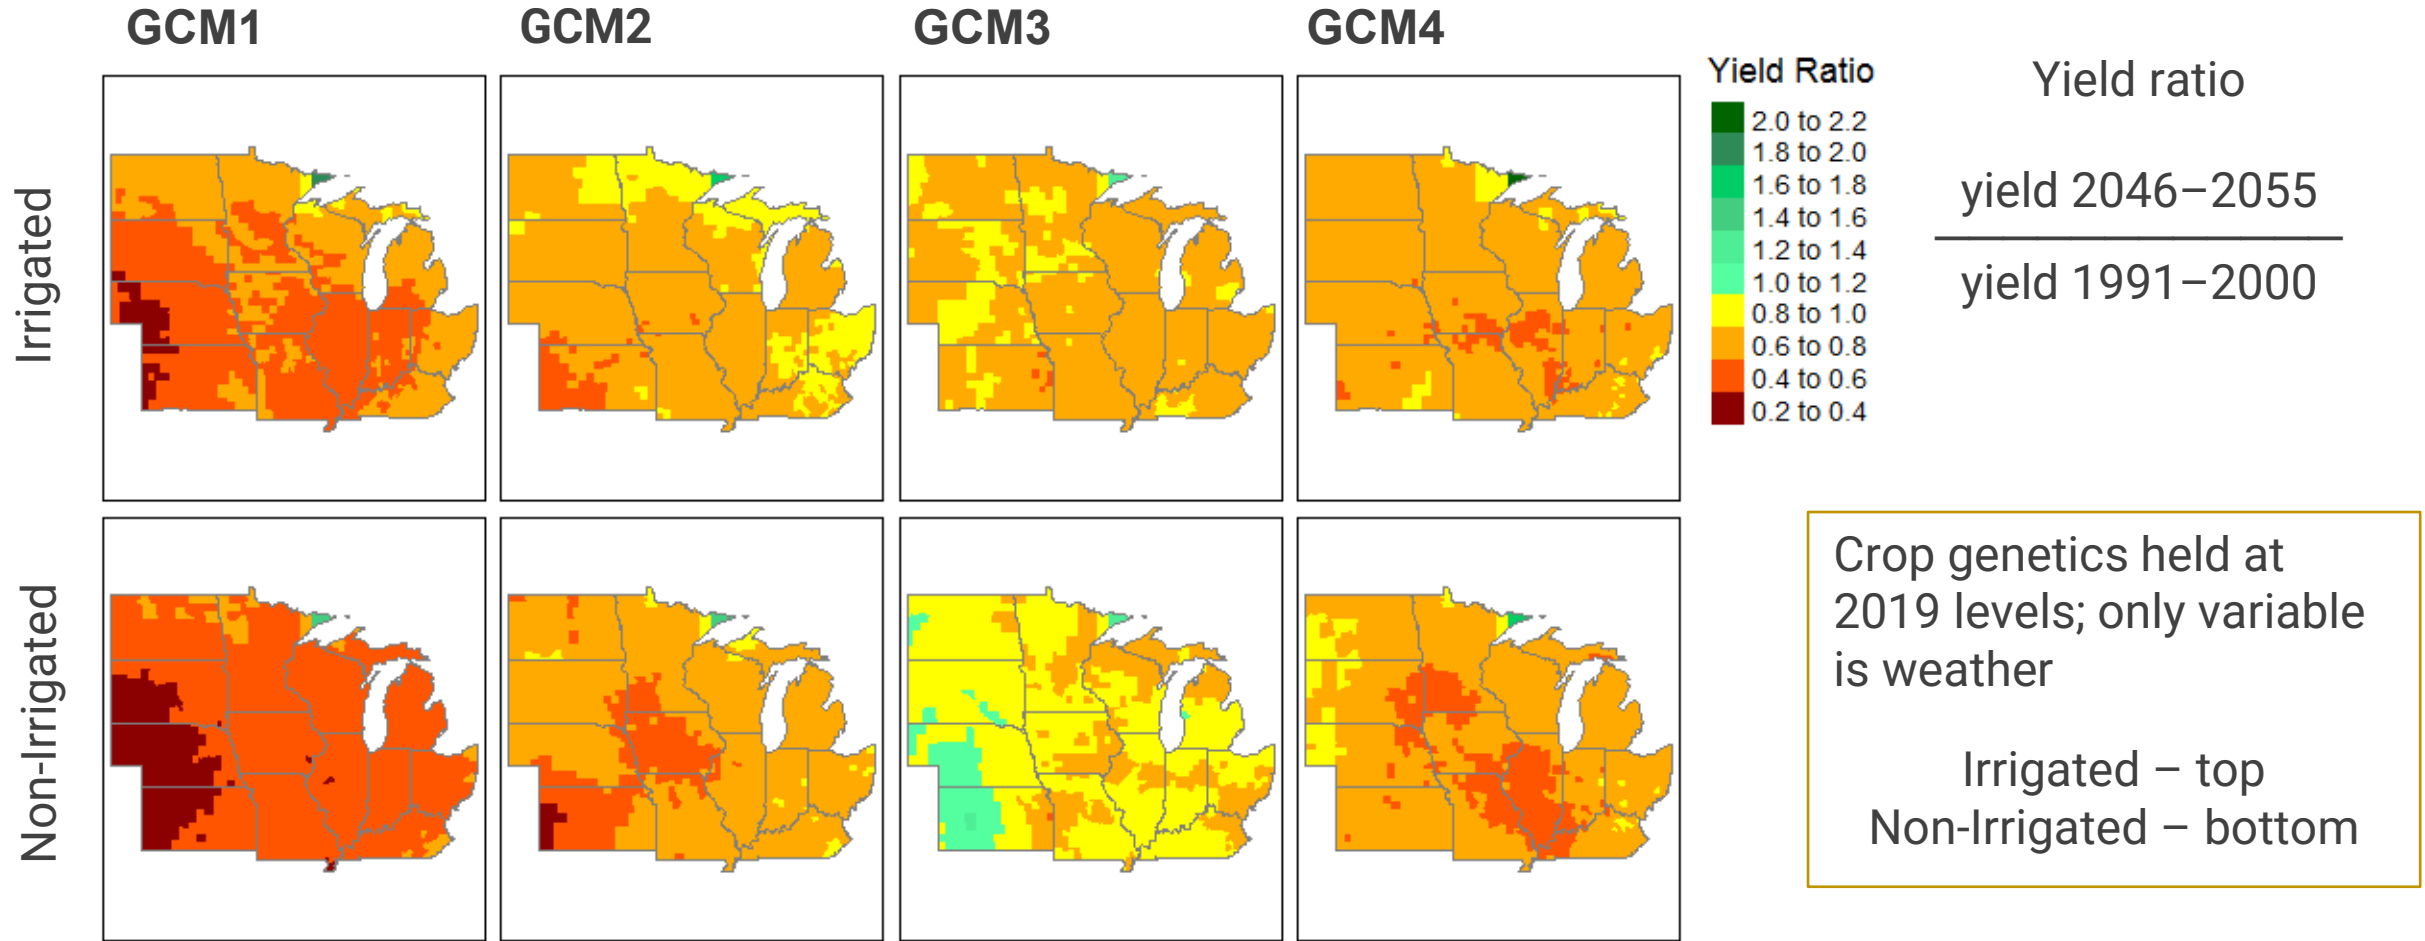 GCM1
GCM2
GCM3
GCM4
Irrigated
Non-Irrigated
Yield Ratio
2.0 to 2.2
1.8 to 2.0
1.6 to 1.8
1.4 to 1.6
1.2 to 1.4
1.0 to 1.2
0.8 to 1.0
0.6 to 0.8
0.4 to 0.6
0.2 to 0.4
Yield ratio
yield 2046–2055
yield 1991–2000
Crop genetics held at
2019 levels; only variable
is weather
Irrigated – top
Non-Irrigated – bottom